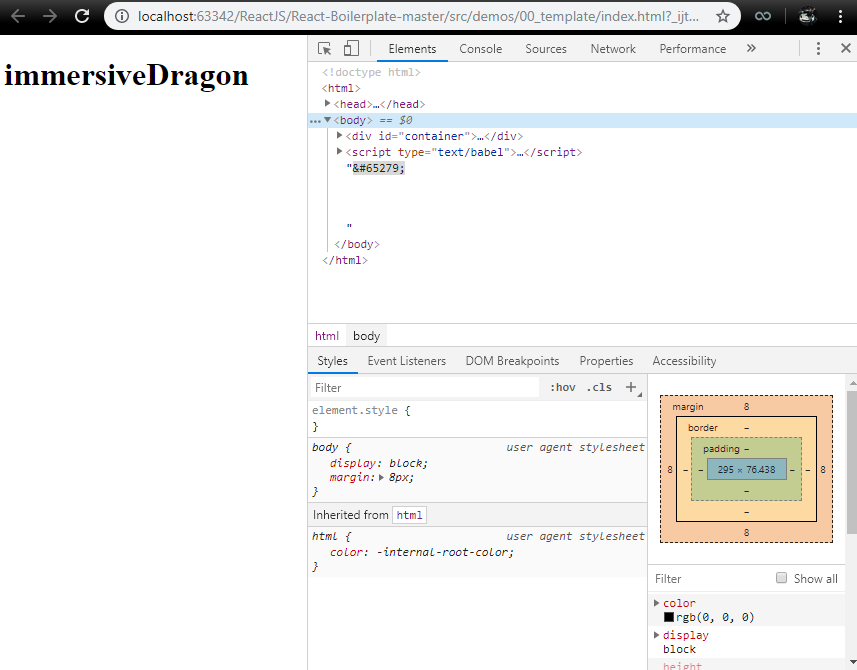 localhost:63342/ReactJS/React-Boilerplate-master/src/demos/00_template/index.html?_ijt...
immersiveDragon
Elements Console Sources Network Performance »
<!doctype html>
<html>
<head>…</head>
<body> == $0
<div id="container">…</div>
<script type="text/babel">…</script>
"&#65279;
"
</body>
</html>
html body
Styles Event Listeners DOM Breakpoints Properties Accessibility
Filter :hov .cls +
element.style {
}
body { user agent stylesheet
display: block;
margin: 8px;
}
Inherited from html
html { user agent stylesheet
color: -internal-root-color;
}
margin 8
border –
padding –
8 – – 295 × 76.438 – – 8
–
–
8
Filter Show all
color
rgb(0, 0, 0)
display
block
height